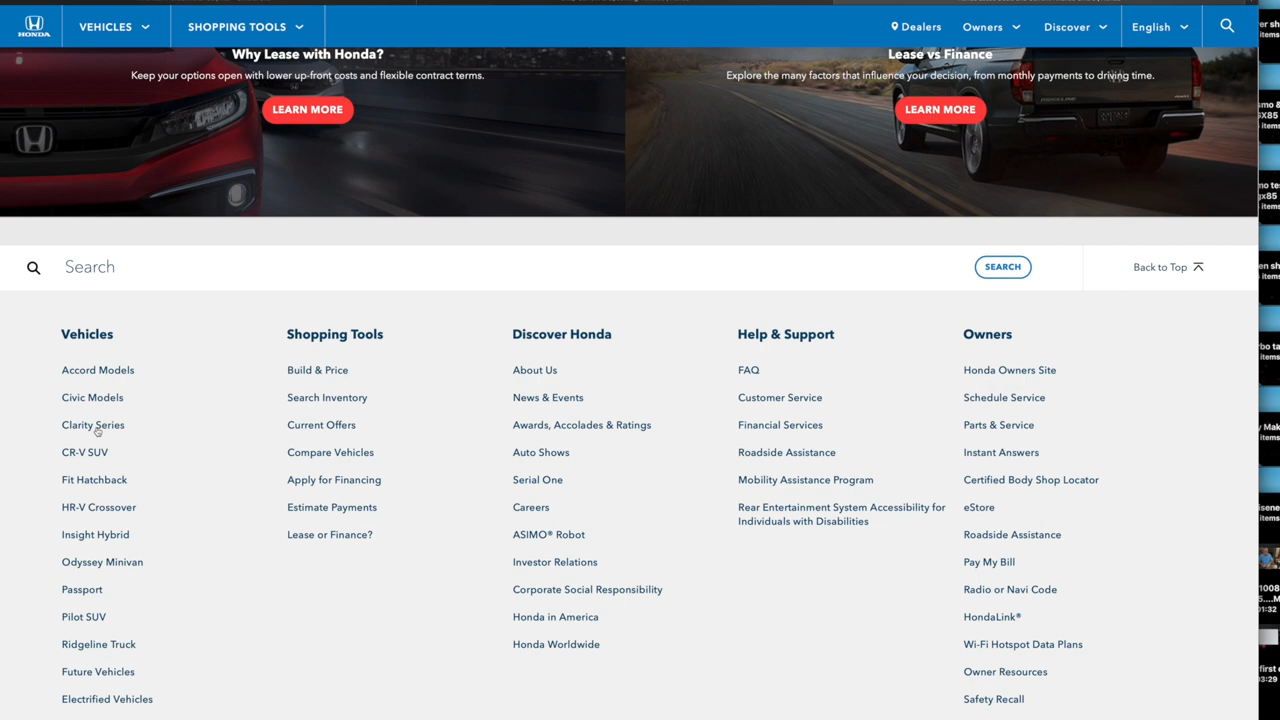 HONDA
VEHICLES
SHOPPING TOOLS
Dealers
Owners
Discover
English
Why Lease with Honda?
Keep your options open with lower up-front costs and flexible contract terms.
LEARN MORE
Lease vs Finance
Explore the many factors that influence your decision, from monthly payments to driving time.
LEARN MORE
Search
SEARCH
Back to Top
Vehicles
Accord Models
Civic Models
Clarity Series
CR-V SUV
Fit Hatchback
HR-V Crossover
Insight Hybrid
Odyssey Minivan
Passport
Pilot SUV
Ridgeline Truck
Future Vehicles
Electrified Vehicles
Shopping Tools
Build & Price
Search Inventory
Current Offers
Compare Vehicles
Apply for Financing
Estimate Payments
Lease or Finance?
Discover Honda
About Us
News & Events
Awards, Accolades & Ratings
Auto Shows
Serial One
Careers
ASIMO® Robot
Investor Relations
Corporate Social Responsibility
Honda in America
Honda Worldwide
Help & Support
FAQ
Customer Service
Financial Services
Roadside Assistance
Mobility Assistance Program
Rear Entertainment System Accessibility for
Individuals with Disabilities
Owners
Honda Owners Site
Schedule Service
Parts & Service
Instant Answers
Certified Body Shop Locator
eStore
Roadside Assistance
Pay My Bill
Radio or Navi Code
HondaLink®
Wi-Fi Hotspot Data Plans
Owner Resources
Safety Recall